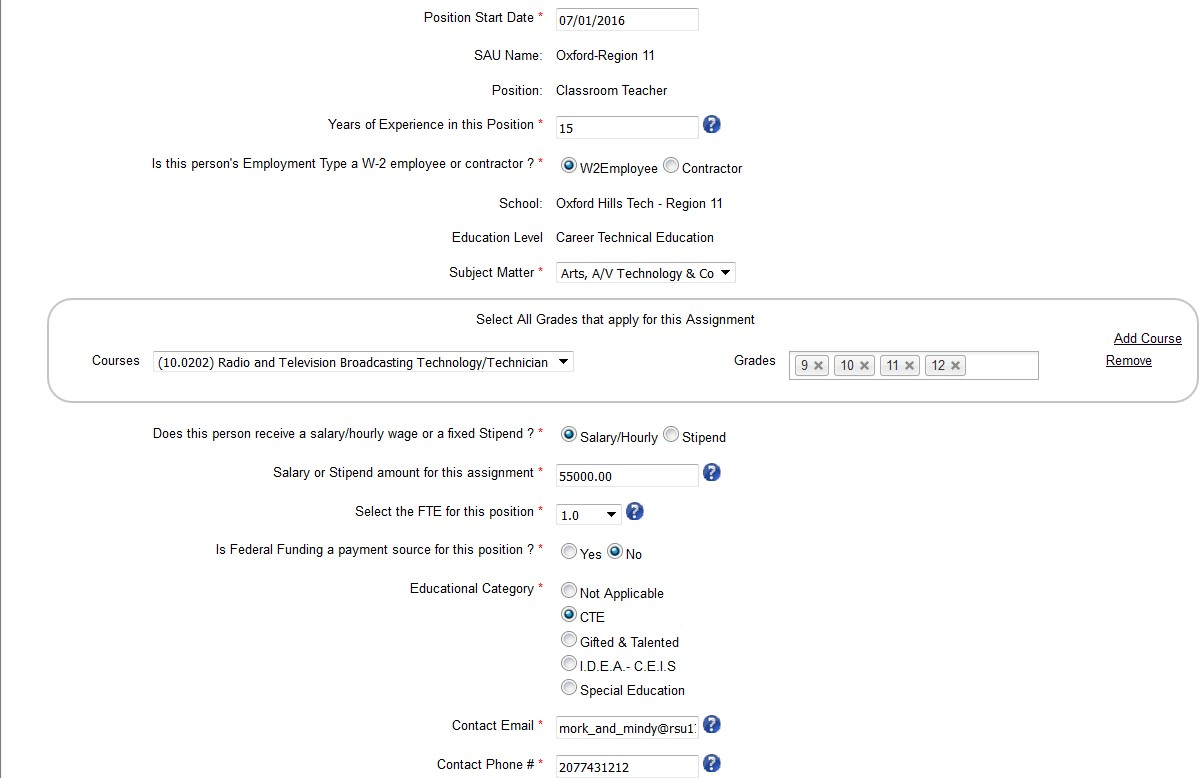 Position Start Date * 07/01/2016
SAU Name: Oxford-Region 11
Position: Classroom Teacher
Years of Experience in this Position * 15 ?
Is this person's Employment Type a W-2 employee or contractor ? * W2Employee Contractor
School: Oxford Hills Tech - Region 11
Education Level Career Technical Education
Subject Matter * Arts, A/V Technology & Co
Select All Grades that apply for this Assignment
Add Course
Courses (10.0202) Radio and Television Broadcasting Technology/Technician Grades 9 × 10 × 11 × 12 × Remove
Does this person receive a salary/hourly wage or a fixed Stipend ? * Salary/Hourly Stipend
Salary or Stipend amount for this assignment * 55000.00 ?
Select the FTE for this position * 1.0 ?
Is Federal Funding a payment source for this position ? * Yes No
Educational Category * Not Applicable
CTE
Gifted & Talented
I.D.E.A.- C.E.I.S
Special Education
Contact Email * mork_and_mindy@rsu1 ?
Contact Phone # * 2077431212 ?